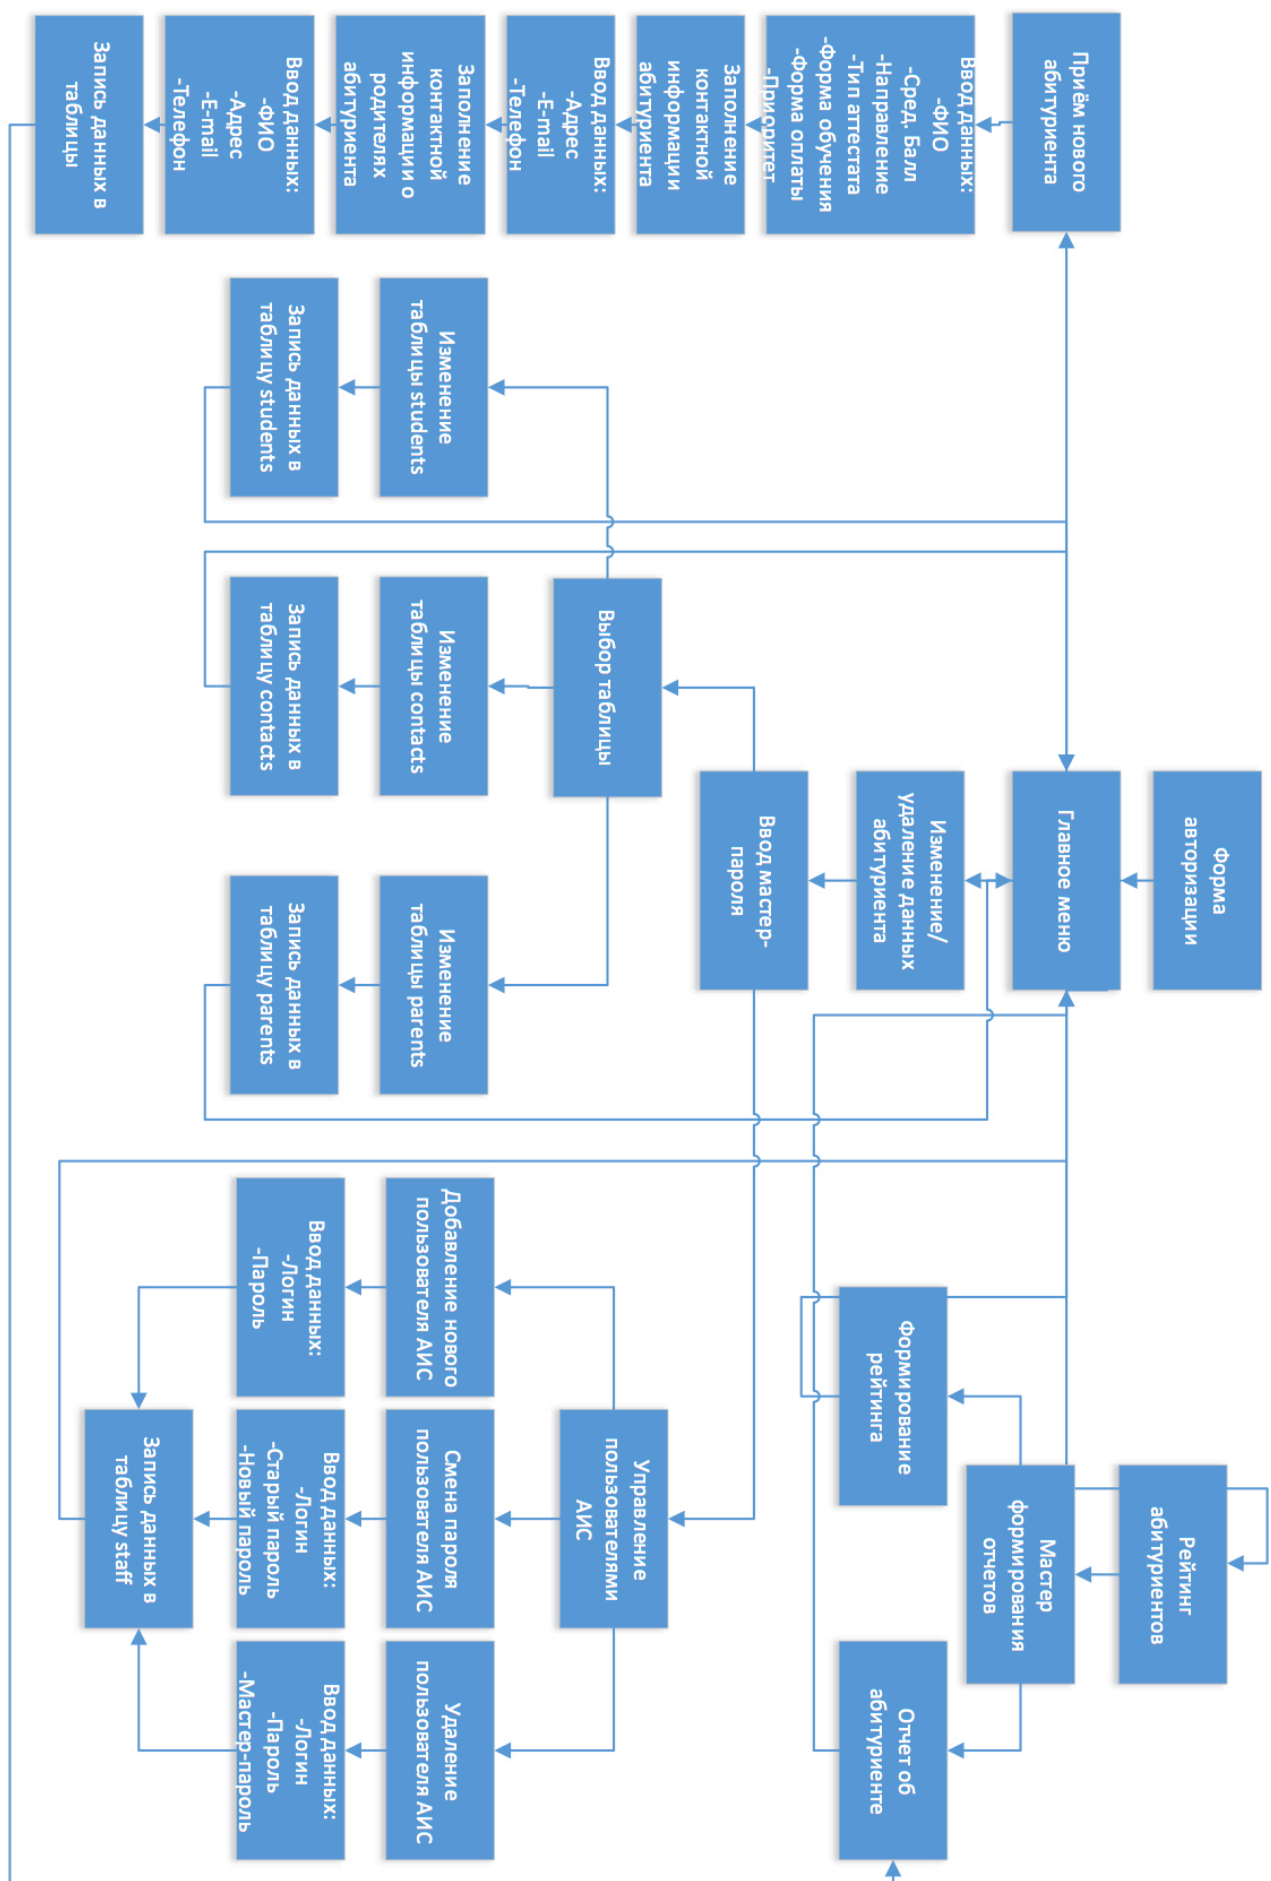 Форма
авторизации
Главное меню
Приём нового
абитуриента
Ввод данных:
-ФИО
-Сред. Балл
-Направление
-Тип аттестата
-Форма обучения
-Форма оплаты
-Приоритет
Заполнение
контактной
информации
абитуриента
Ввод данных:
-Адрес
-E-mail
-Телефон
Заполнение
контактной
информации о
родителях
абитуриента
Ввод данных:
-ФИО
-Адрес
-E-mail
-Телефон
Запись данных в
таблицы
Изменение/
удаление данных
абитуриента
Ввод мастер-
пароля
Выбор таблицы
Изменение
таблицы students
Запись данных в
таблицу students
Изменение
таблицы contacts
Запись данных в
таблицу contacts
Изменение
таблицы parents
Запись данных в
таблицу parents
Управление
пользователями
АИС
Добавление нового
пользователя АИС
Ввод данных:
-Логин
-Пароль
Смена пароля
пользователя АИС
Ввод данных:
-Логин
-Старый пароль
-Новый пароль
Удаление
пользователя АИС
Ввод данных:
-Логин
-Пароль
-Мастер-пароль
Запись данных в
таблицу staff
Рейтинг
абитуриентов
Мастер
формирования
отчетов
Формирование
рейтинга
Отчет об
абитуриенте